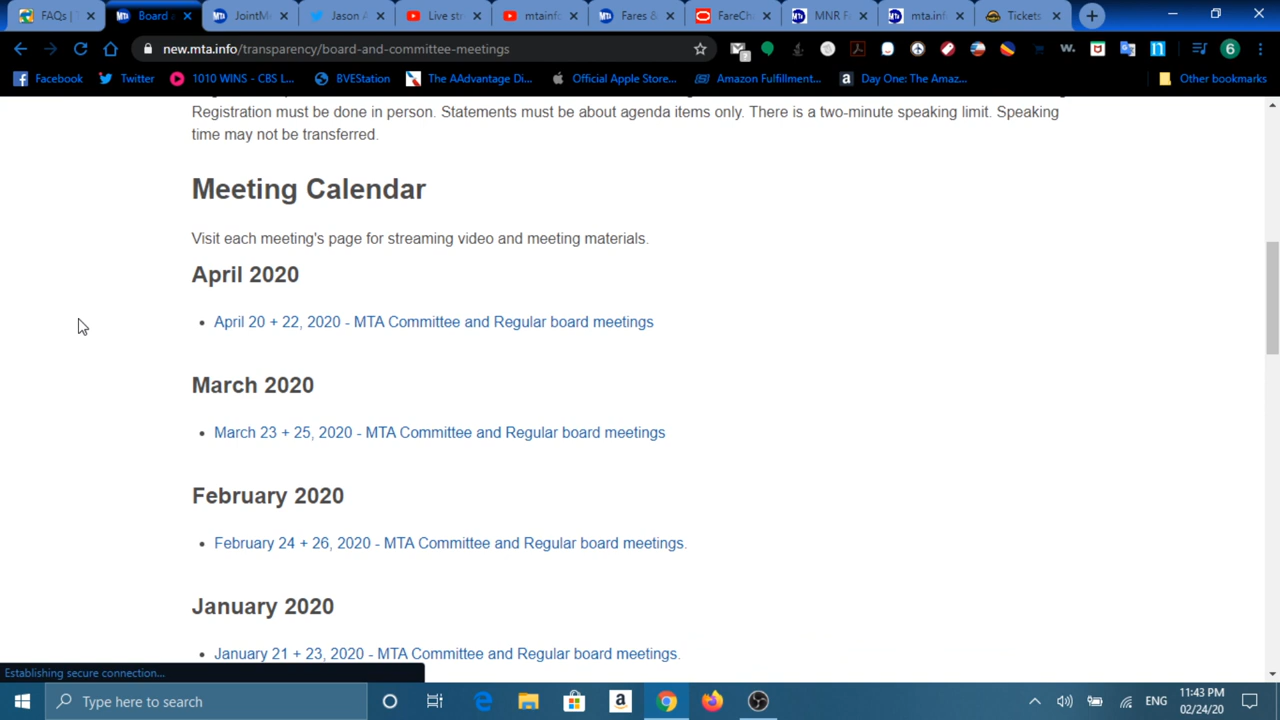 FAQs | T
Board a
JointMe
Jason A
Live str
mtainfo
Fares &
FareCha
MNR Fa
mta.info
Tickets
new.mta.info/transparency/board-and-committee-meetings
6
Facebook
Twitter
1010 WINS - CBS L...
BVEStation
The AAdvantage Di...
Official Apple Store...
Amazon Fulfillment...
Day One: The Amaz...
Other bookmarks
Registration must be done in person. Statements must be about agenda items only. There is a two-minute speaking limit. Speaking
time may not be transferred.
Meeting Calendar
Visit each meeting's page for streaming video and meeting materials.
April 2020
• April 20 + 22, 2020 - MTA Committee and Regular board meetings
March 2020
• March 23 + 25, 2020 - MTA Committee and Regular board meetings
February 2020
• February 24 + 26, 2020 - MTA Committee and Regular board meetings.
January 2020
• January 21 + 23, 2020 - MTA Committee and Regular board meetings.
Establishing secure connection...
Type here to search
ENG
11:43 PM
02/24/20